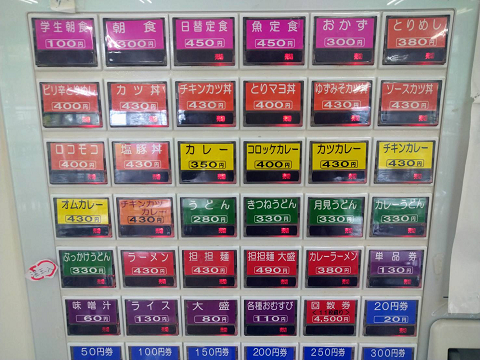 学生朝食
100円
朝食
300円
日替定食
450円
魚定食
450円
おかず
300円
とりめし
380円
ピリ辛とりめし
400円
カツ丼
430円
チキンカツ丼
430円
とりマヨ丼
400円
ゆずみそカツ丼
430円
ソースカツ丼
430円
ロコモコ
400円
塩豚丼
430円
カレー
350円
コロッケカレー
400円
カツカレー
430円
チキンカレー
430円
オムカレー
430円
チキンカツ
カレー
430円
うどん
280円
きつねうどん
330円
月見うどん
330円
カレーうどん
330円
ぶっかけうどん
330円
ラーメン
430円
担担麺
430円
担担麺 大盛
490円
カレーラーメン
380円
単品券
130円
味噌汁
60円
ライス
130円
大盛
80円
各種おむすび
110円
回数券
4,500円
20円券
20円
50円券
100円券
150円券
200円券
250円券
300円券